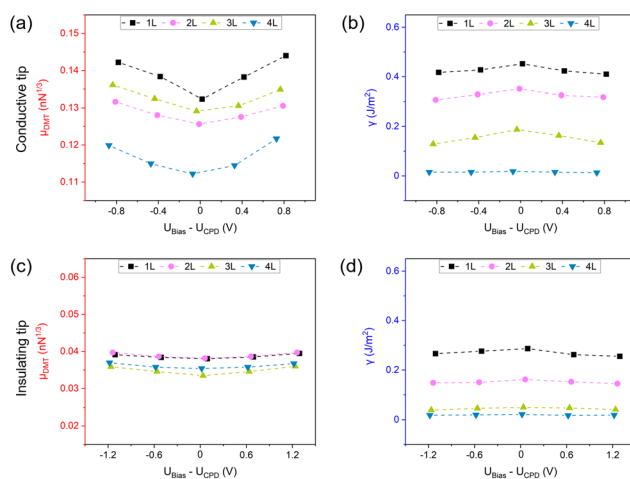 (a)
1L 2L 3L 4L
0.15
0.14
0.13
0.12
0.11
Conductive tip
μDMT (nN1/3)
-0.8 -0.4 0 0.4 0.8
UBias - UCPD (V)
(b)
1L 2L 3L 4L
0.6
0.4
0.2
0
γ (J/m2)
-0.8 -0.4 0 0.4 0.8
UBias - UCPD (V)
(c)
1L 2L 3L 4L
0.06
0.05
0.04
0.03
0.02
Insulating tip
μDMT (nN1/3)
-1.2 -0.6 0 0.6 1.2
UBias - UCPD (V)
(d)
1L 2L 3L 4L
0.6
0.4
0.2
0
γ (J/m2)
-1.2 -0.6 0 0.6 1.2
UBias - UCPD (V)